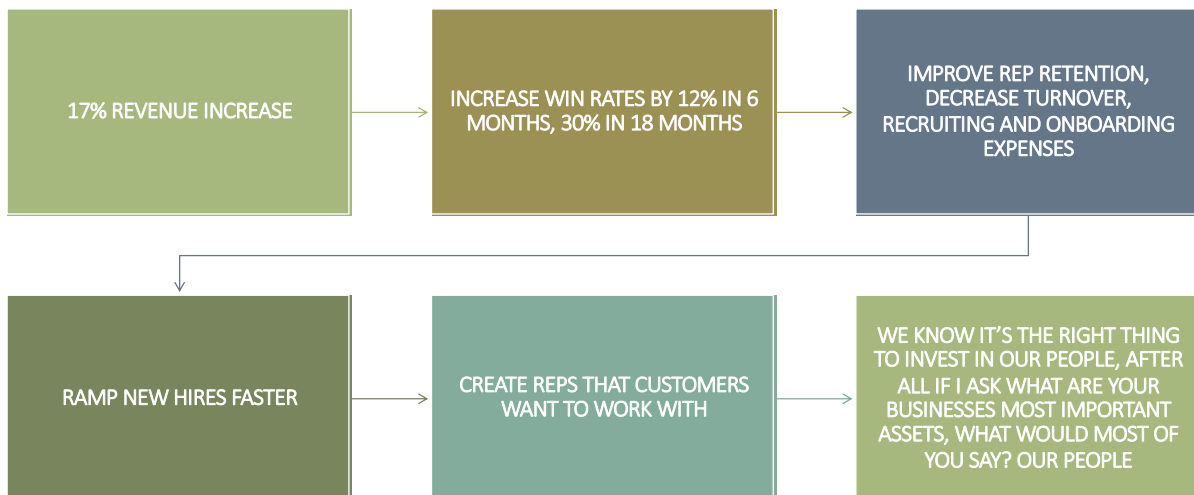 17% REVENUE INCREASE
INCREASE WIN RATES BY 12% IN 6
MONTHS, 30% IN 18 MONTHS
IMPROVE REP RETENTION,
DECREASE TURNOVER,
RECRUITING AND ONBOARDING
EXPENSES
RAMP NEW HIRES FASTER
CREATE REPS THAT CUSTOMERS
WANT TO WORK WITH
WE KNOW IT’S THE RIGHT THING
TO INVEST IN OUR PEOPLE, AFTER
ALL IF I ASK WHAT ARE YOUR
BUSINESSES MOST IMPORTANT
ASSETS, WHAT WOULD MOST OF
YOU SAY? OUR PEOPLE